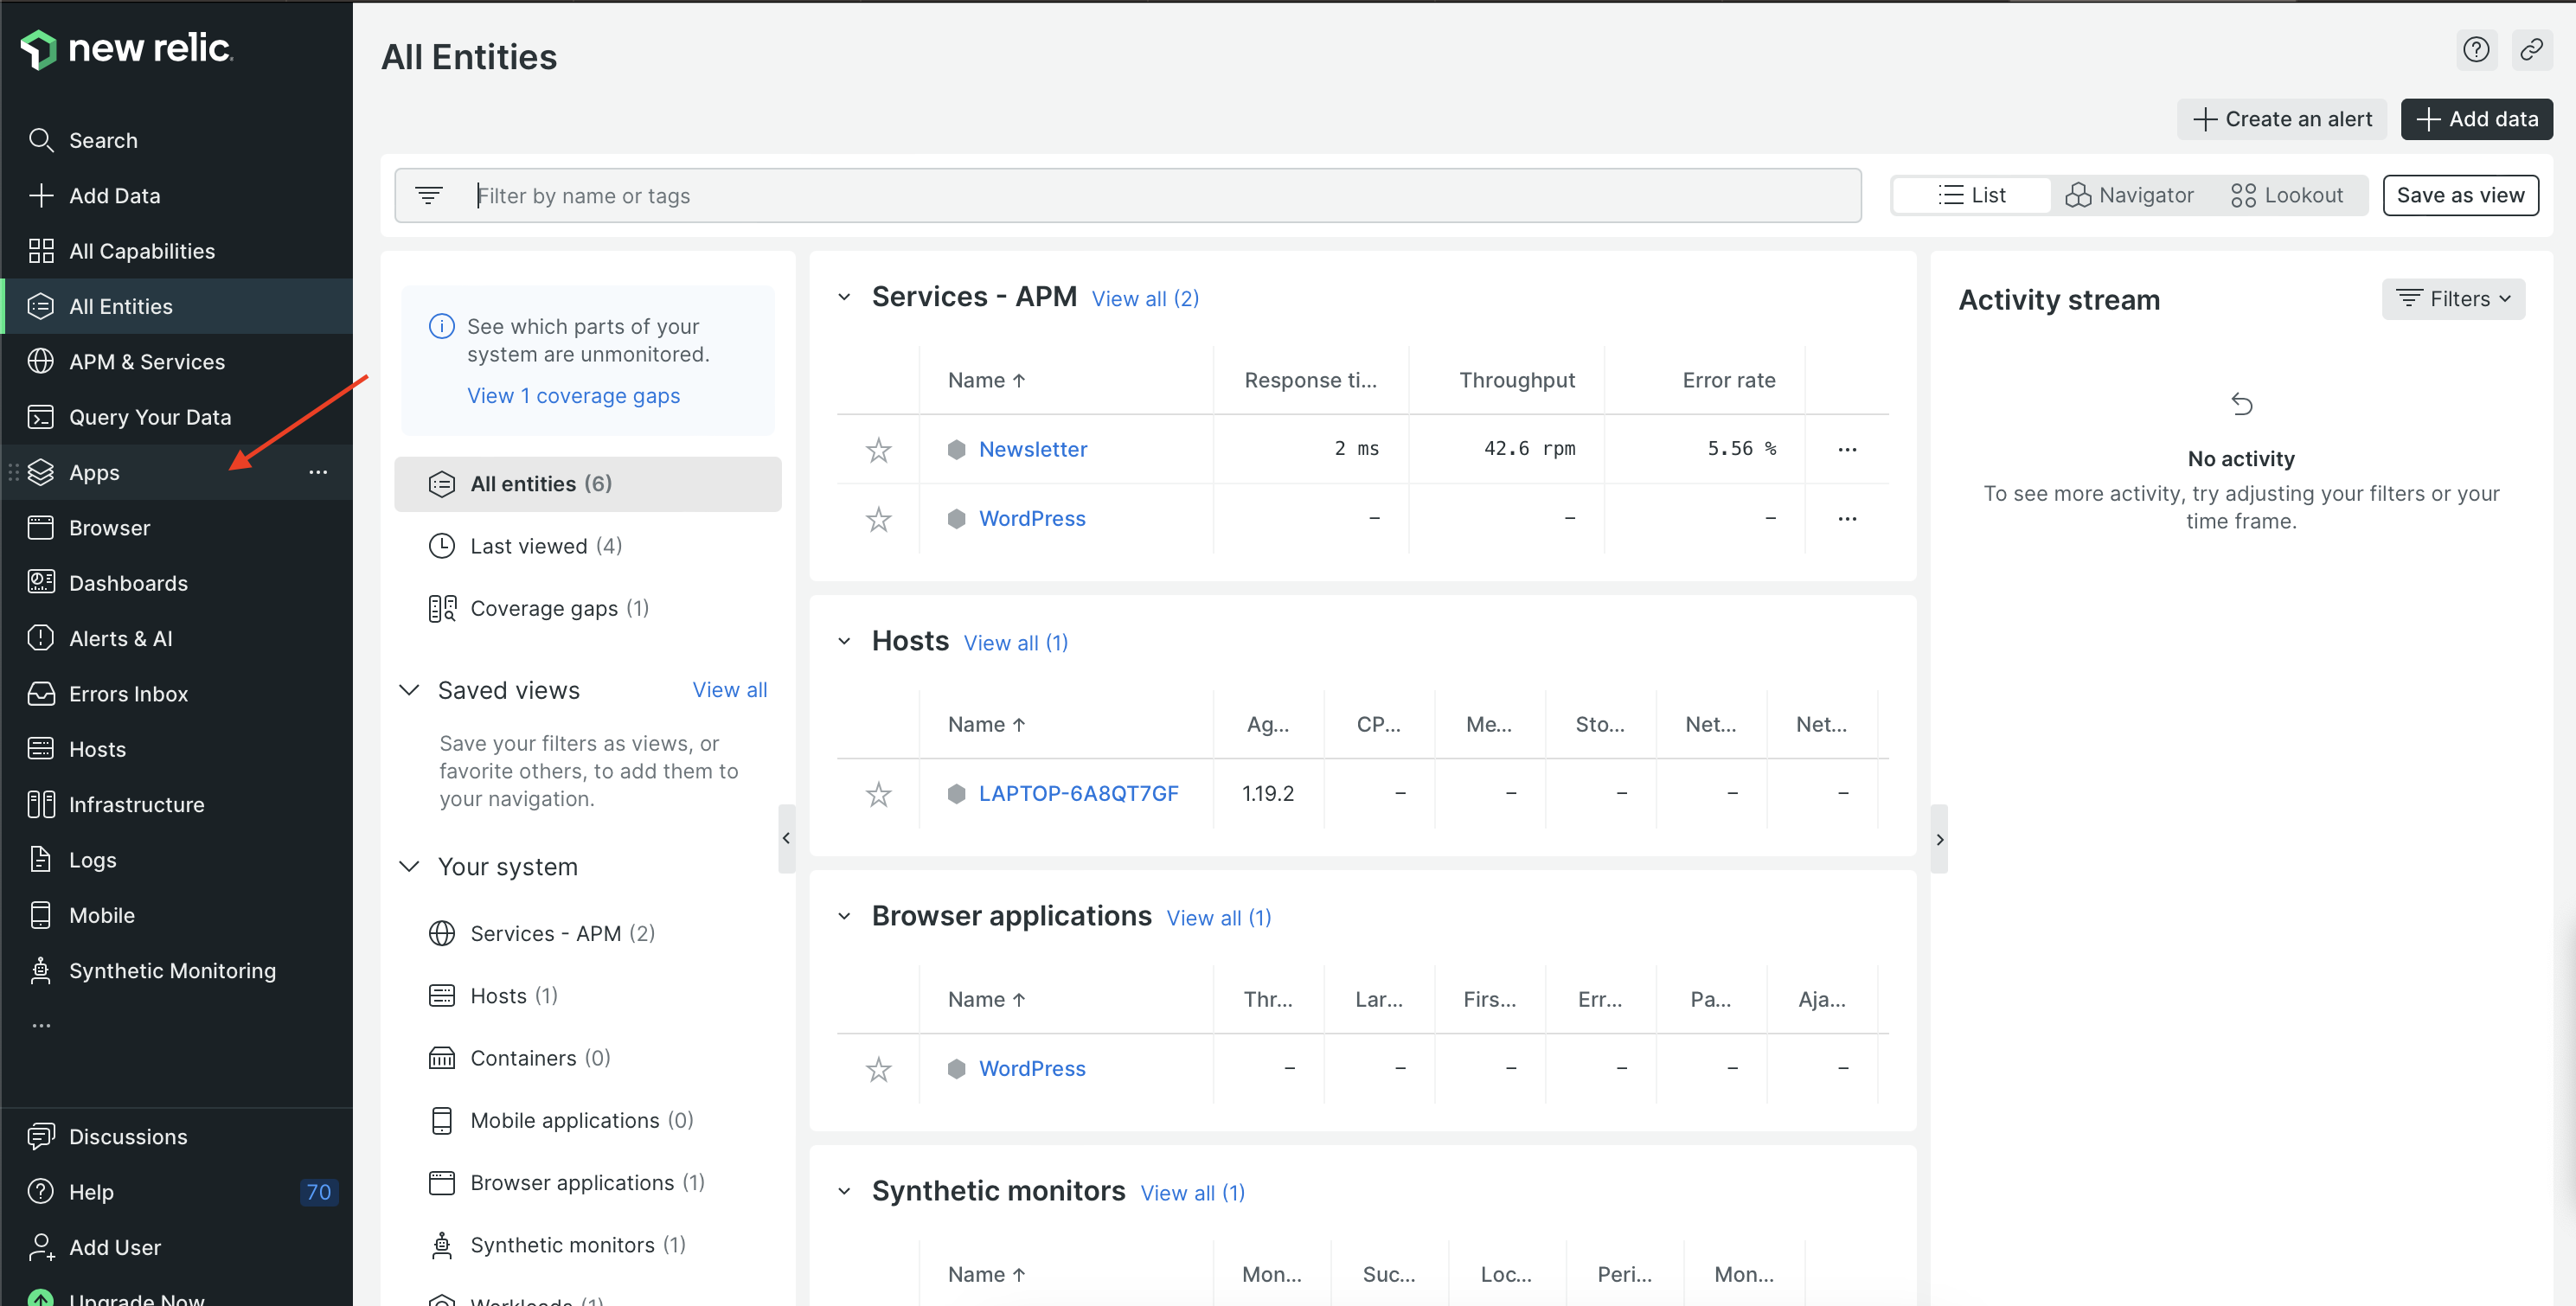 new relic.
Search
Add Data
All Capabilities
All Entities
APM & Services
Query Your Data
Apps
...
Browser
Dashboards
Alerts & AI
Errors Inbox
Hosts
Infrastructure
Logs
Mobile
Synthetic Monitoring
...
Discussions
Help 70
Add User
Upgrade Now
All Entities
Create an alert
Add data
Filter by name or tags
List
Navigator
Lookout
Save as view
See which parts of your
system are unmonitored.
View 1 coverage gaps
All entities (6)
Last viewed (4)
Coverage gaps (1)
Saved views View all
Save your filters as views, or
favorite others, to add them to
your navigation.
Your system
Services - APM (2)
Hosts (1)
Containers (0)
Mobile applications (0)
Browser applications (1)
Synthetic monitors (1)
Workloads (1)
Services - APM View all (2)
Name ↑ Response ti... Throughput Error rate
Newsletter 2 ms 42.6 rpm 5.56 % ...
WordPress – – – ...
Hosts View all (1)
Name ↑ Ag... CP... Me... Sto... Net... Net...
LAPTOP-6A8QT7GF 1.19.2 – – – – –
Browser applications View all (1)
Name ↑ Thr... Lar... Firs... Err... Pa... Aja...
WordPress – – – – – –
Synthetic monitors View all (1)
Name ↑ Mon... Suc... Loc... Peri... Mon...
Activity stream Filters
No activity
To see more activity, try adjusting your filters or your
time frame.